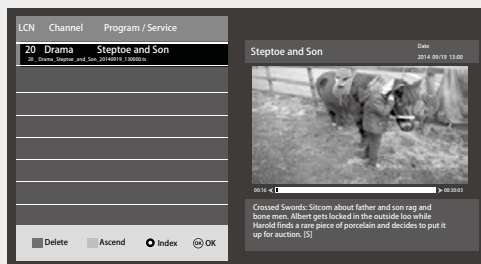 LCN Channel Program / Service
20 Drama Steptoe and Son
20 _ Drama_Steptoe_and_Son_20140919_130000.ts
Delete Ascend Index OK OK
Steptoe and Son
Date
2014 09/19 13:00
00:16 00:30:03
Crossed Swords: Sitcom about father and son rag and
bone men. Albert gets locked in the outside loo while
Harold finds a rare piece of porcelain and decides to put it
up for auction. [S]